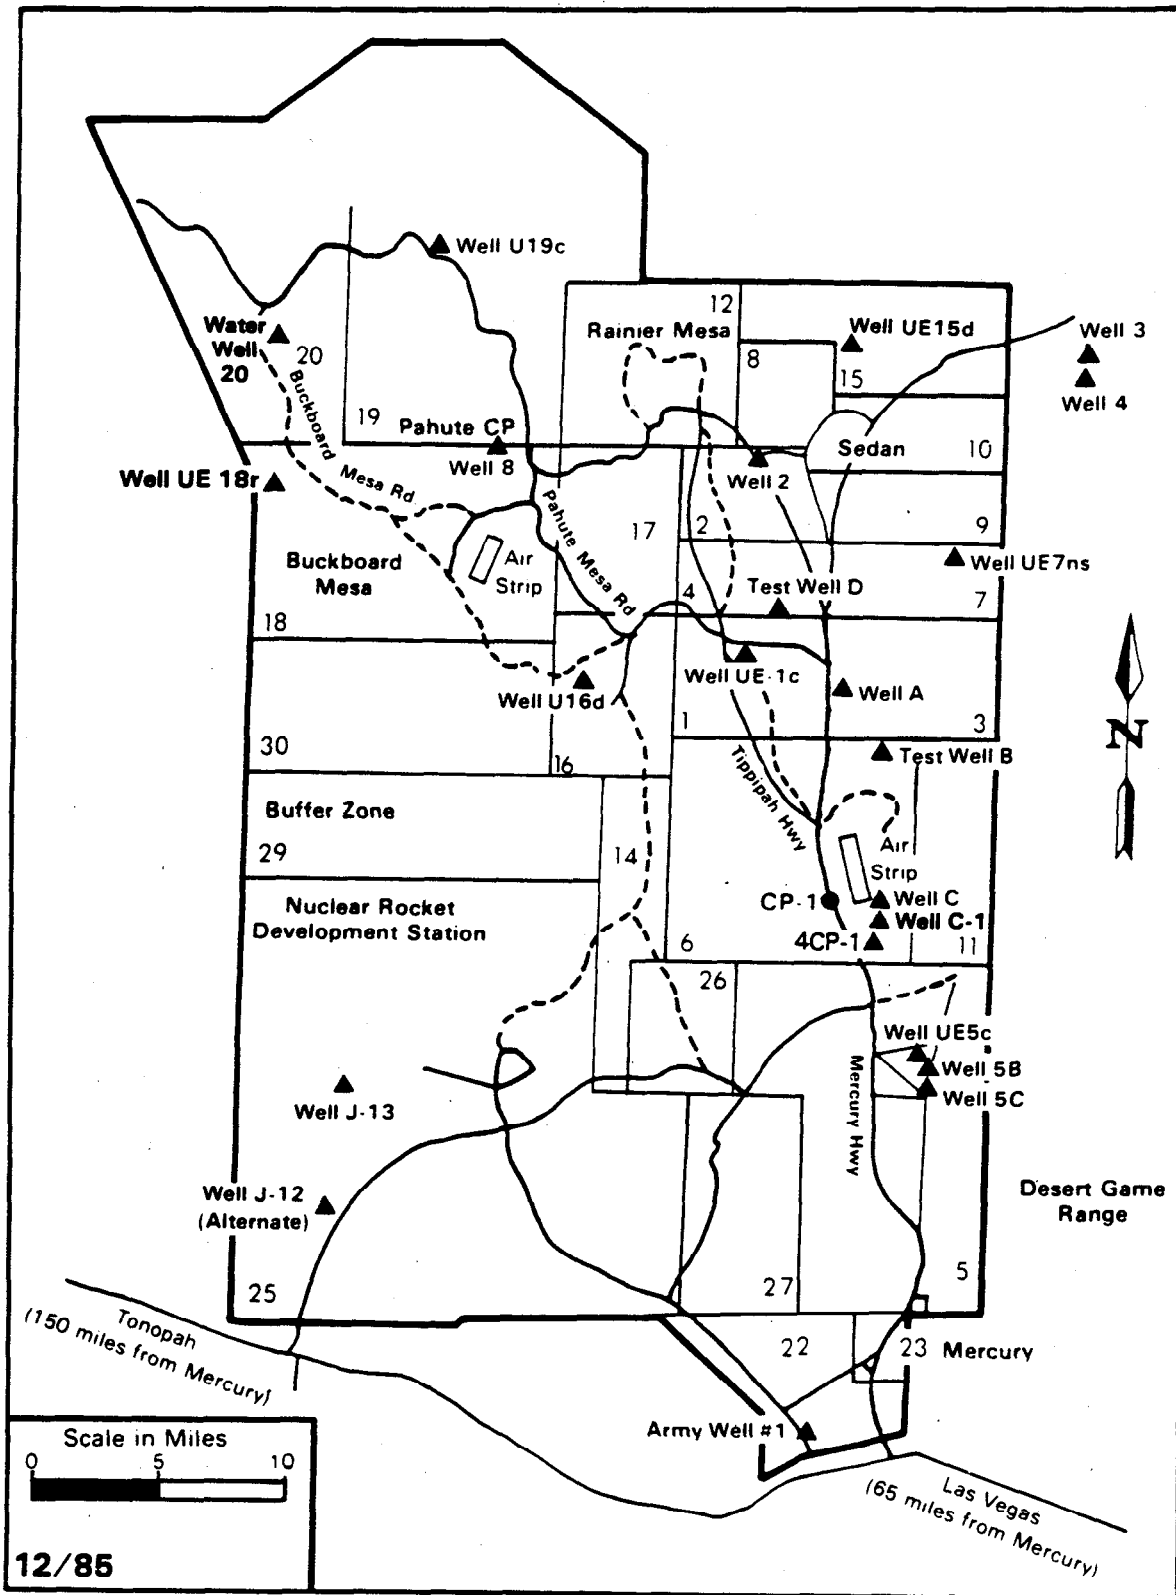 Well U19c
12
Rainier Mesa
Well UE15d
Well 3
Water
Well
20
20
8
15
Well 4
Buckboard
Mesa Rd.
19
Pahute CP
Well 8
Sedan
10
Well 2
Well UE 18r
Pahute Mesa Rd
17
2
9
Buckboard
Mesa
Air
Strip
Well UE7ns
Test Well D
4
7
18
Well UE-1c
Well U16d
Well A
1
3
30
16
Tippipah Hwy
Test Well B
N
Buffer Zone
29
14
Air
Strip
CP-1
Well C
Well C-1
4CP-1
Nuclear Rocket
Development Station
6
11
26
Well UE5c
Well 5B
Well 5C
Mercury Hwy
Well J-13
Well J-12
(Alternate)
Desert Game
Range
25
27
5
Tonopah
(150 miles from Mercury)
22
23
Mercury
Army Well #1
Las Vegas
(65 miles from Mercury)
Scale in Miles
0 5 10
12/85